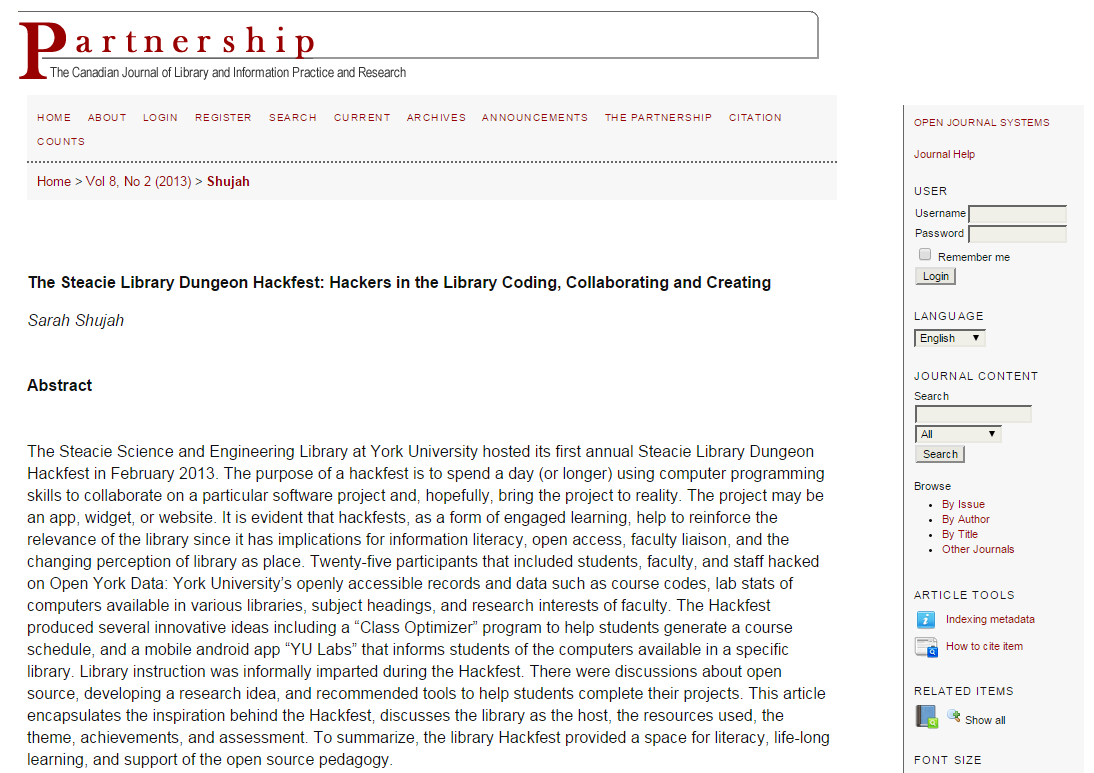 Partnership
The Canadian Journal of Library and Information Practice and Research
HOME ABOUT LOGIN REGISTER SEARCH CURRENT ARCHIVES ANNOUNCEMENTS THE PARTNERSHIP CITATION
COUNTS
Home > Vol 8, No 2 (2013) > Shujah
The Steacie Library Dungeon Hackfest: Hackers in the Library Coding, Collaborating and Creating
Sarah Shujah
Abstract
The Steacie Science and Engineering Library at York University hosted its first annual Steacie Library Dungeon
Hackfest in February 2013. The purpose of a hackfest is to spend a day (or longer) using computer programming
skills to collaborate on a particular software project and, hopefully, bring the project to reality. The project may be
an app, widget, or website. It is evident that hackfests, as a form of engaged learning, help to reinforce the
relevance of the library since it has implications for information literacy, open access, faculty liaison, and the
changing perception of library as place. Twenty-five participants that included students, faculty, and staff hacked
on Open York Data: York University’s openly accessible records and data such as course codes, lab stats of
computers available in various libraries, subject headings, and research interests of faculty. The Hackfest
produced several innovative ideas including a “Class Optimizer” program to help students generate a course
schedule, and a mobile android app “YU Labs” that informs students of the computers available in a specific
library. Library instruction was informally imparted during the Hackfest. There were discussions about open
source, developing a research idea, and recommended tools to help students complete their projects. This article
encapsulates the inspiration behind the Hackfest, discusses the library as the host, the resources used, the
theme, achievements, and assessment. To summarize, the library Hackfest provided a space for literacy, life-long
learning, and support of the open source pedagogy.
OPEN JOURNAL SYSTEMS
Journal Help
USER
Username
Password
Remember me
Login
LANGUAGE
English
JOURNAL CONTENT
Search
All
Search
Browse
By Issue
By Author
By Title
Other Journals
ARTICLE TOOLS
Indexing metadata
How to cite item
RELATED ITEMS
Show all
FONT SIZE